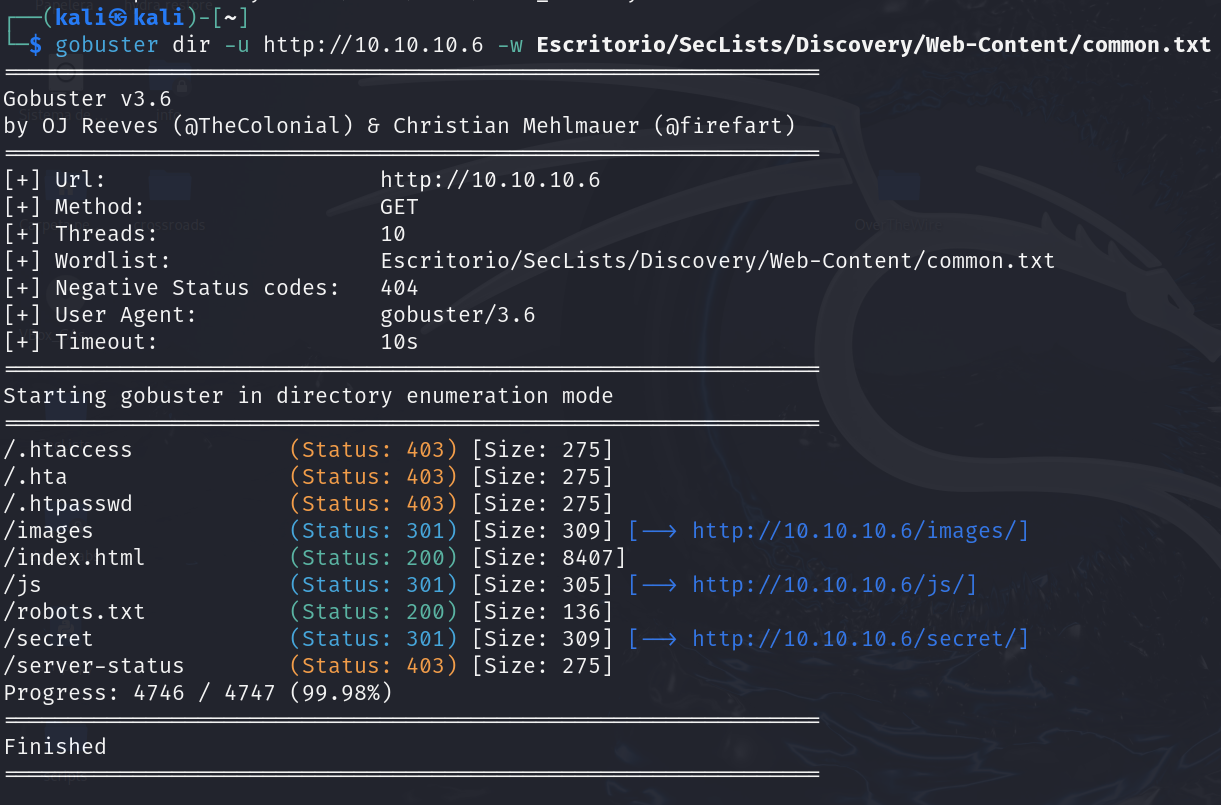 ┌──(kali㉿kali)-[~]
└─$ gobuster dir -u http://10.10.10.6 -w Escritorio/SecLists/Discovery/Web-Content/common.txt
===============================================================
Gobuster v3.6
by OJ Reeves (@TheColonial) & Christian Mehlmauer (@firefart)
===============================================================
[+] Url:                     http://10.10.10.6
[+] Method:                  GET
[+] Threads:                 10
[+] Wordlist:                Escritorio/SecLists/Discovery/Web-Content/common.txt
[+] Negative Status codes:   404
[+] User Agent:              gobuster/3.6
[+] Timeout:                 10s
===============================================================
Starting gobuster in directory enumeration mode
===============================================================
/.htaccess            (Status: 403) [Size: 275]
/.hta                 (Status: 403) [Size: 275]
/.htpasswd            (Status: 403) [Size: 275]
/images               (Status: 301) [Size: 309] [--> http://10.10.10.6/images/]
/index.html           (Status: 200) [Size: 8407]
/js                   (Status: 301) [Size: 305] [--> http://10.10.10.6/js/]
/robots.txt           (Status: 200) [Size: 136]
/secret               (Status: 301) [Size: 309] [--> http://10.10.10.6/secret/]
/server-status        (Status: 403) [Size: 275]
Progress: 4746 / 4747 (99.98%)
===============================================================
Finished
===============================================================